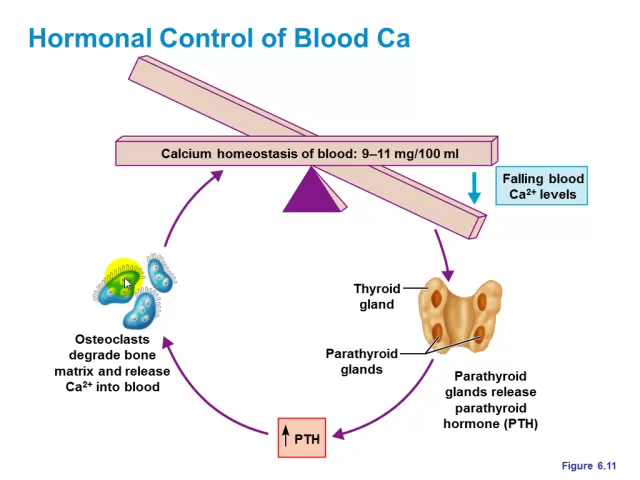 Hormonal Control of Blood Ca
Calcium homeostasis of blood: 9–11 mg/100 ml
Falling blood
Ca²⁺ levels
Thyroid
gland
Parathyroid
glands
Parathyroid
glands release
parathyroid
hormone (PTH)
↑ PTH
Osteoclasts
degrade bone
matrix and release
Ca²⁺ into blood
Figure 6.11